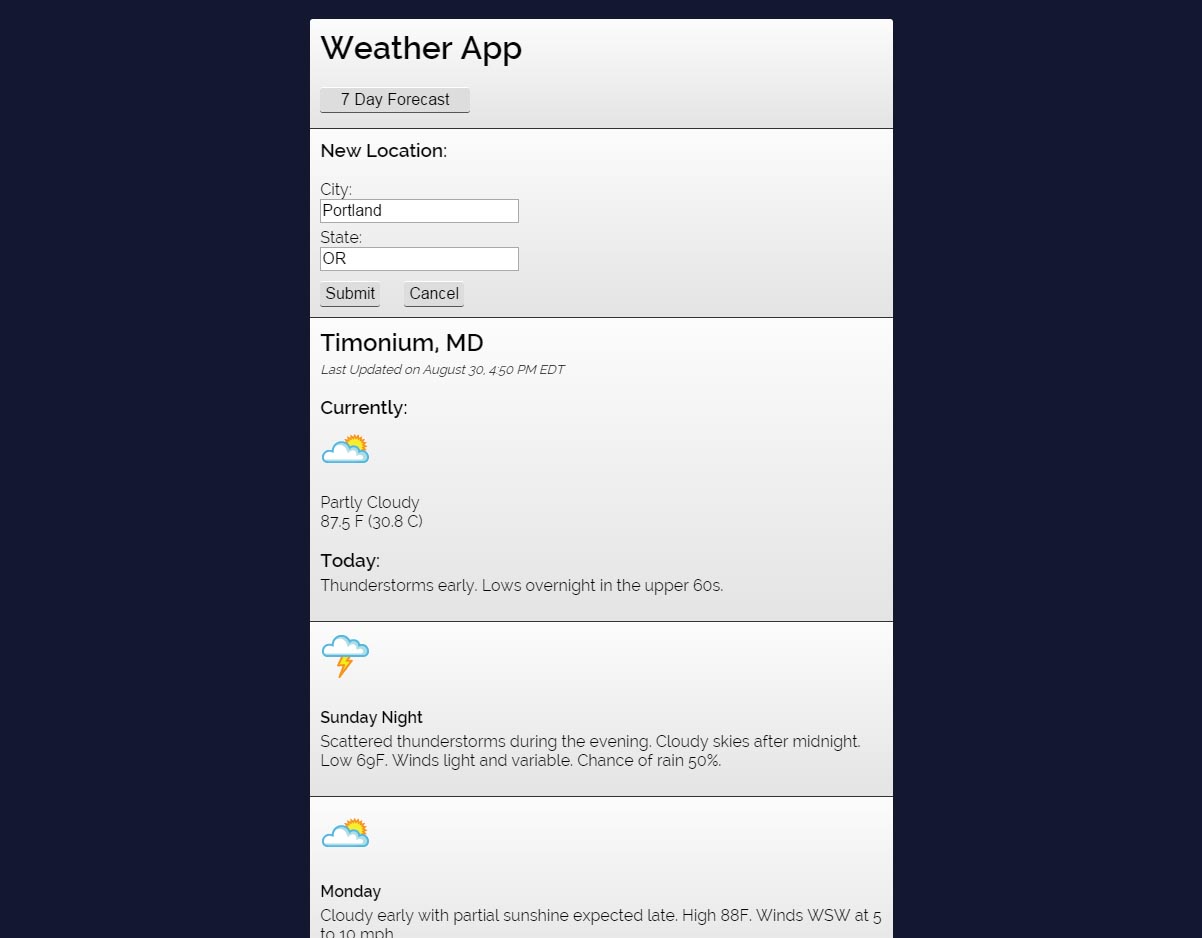 Weather App
7 Day Forecast
New Location:
City:
Portland
State:
OR
Submit Cancel
Timonium, MD
Last Updated on August 30, 4:50 PM EDT
Currently:
Partly Cloudy
87.5 F (30.8 C)
Today:
Thunderstorms early. Lows overnight in the upper 60s.
Sunday Night
Scattered thunderstorms during the evening. Cloudy skies after midnight.
Low 69F. Winds light and variable. Chance of rain 50%.
Monday
Cloudy early with partial sunshine expected late. High 88F. Winds WSW at 5
to 10 mph.